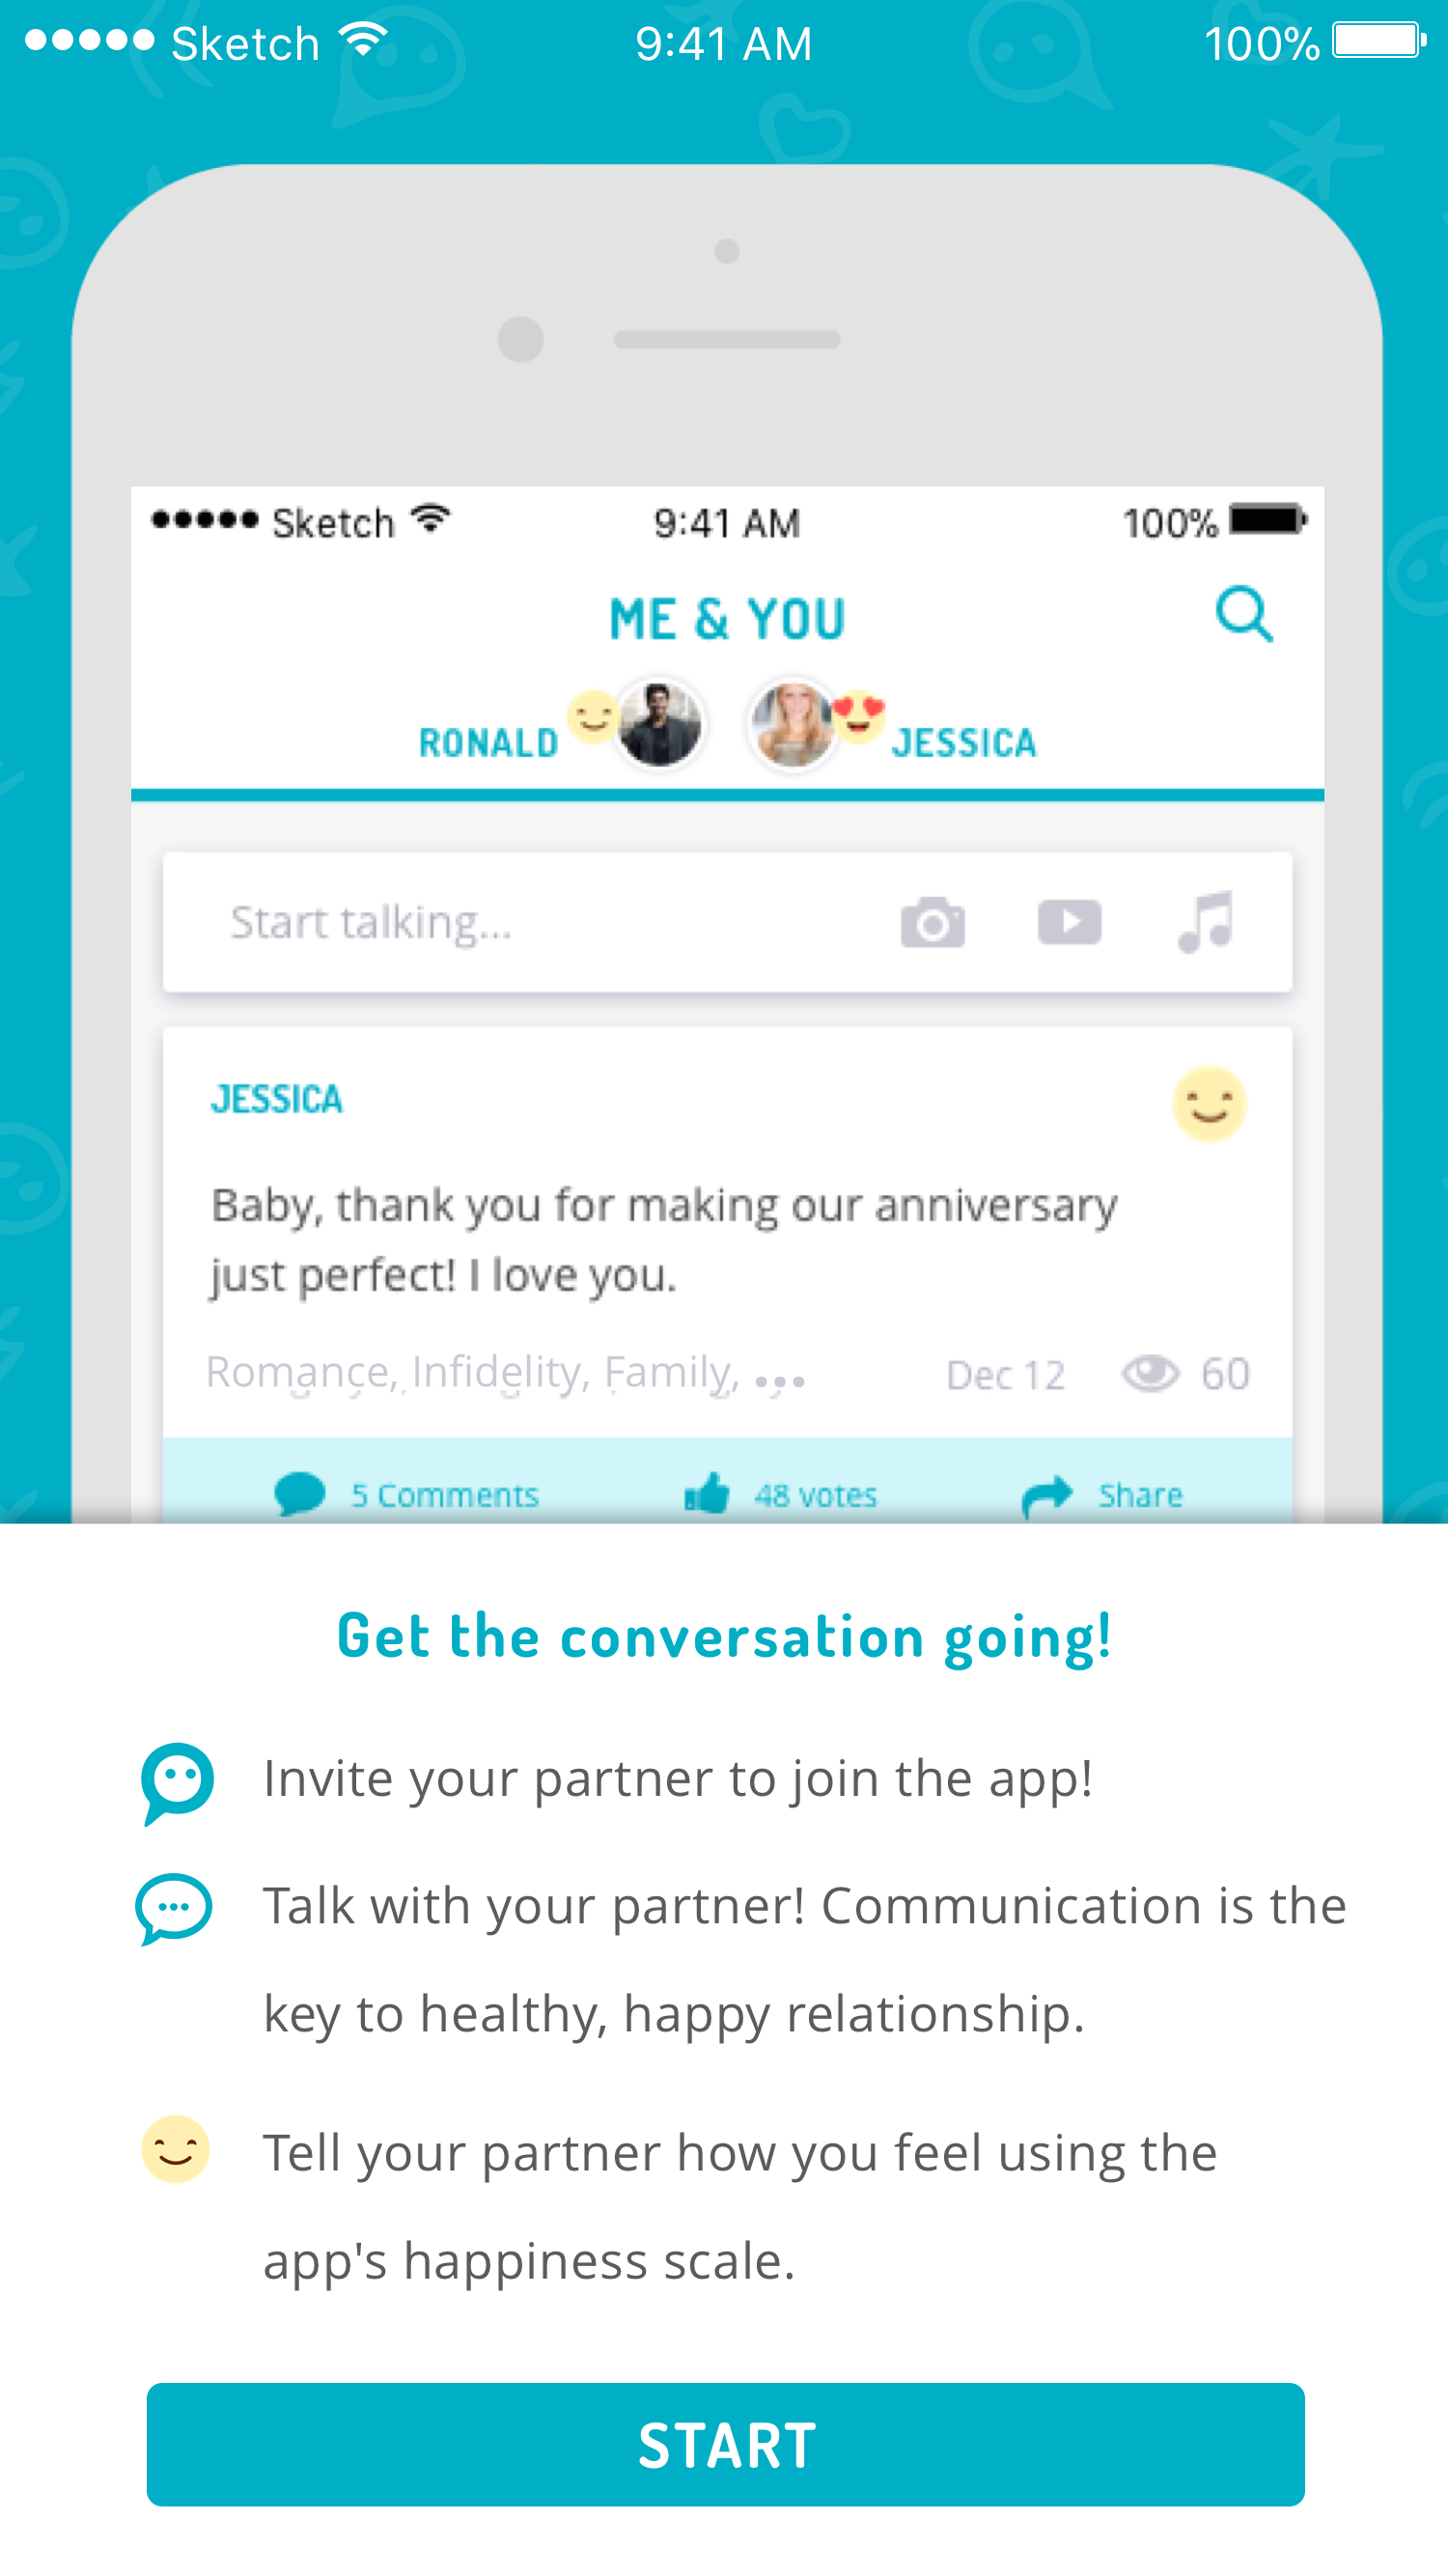 Sketch 9:41 AM 100%
Sketch 9:41 AM 100%
ME & YOU
RONALD JESSICA
Start talking...
JESSICA
Baby, thank you for making our anniversary
just perfect! I love you.
Romance, Infidelity, Family, ... Dec 12 60
5 Comments 48 votes Share
Get the conversation going!
Invite your partner to join the app!
Talk with your partner! Communication is the
key to healthy, happy relationship.
Tell your partner how you feel using the
app's happiness scale.
START